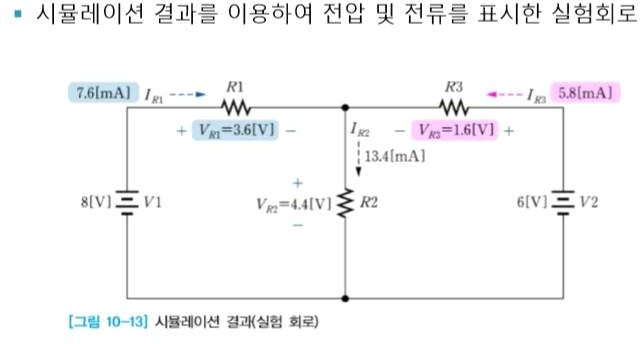 ▪ 시뮬레이션 결과를 이용하여 전압 및 전류를 표시한 실험회로
7.6[mA] I_R1 R1 R3 I_R3 5.8[mA]
+ V_R1=3.6[V] − I_R2 − V_R3=1.6[V] +
13.4[mA]
+
8[V] V1 V_R2=4.4[V] R2 6[V] V2
−
[그림 10-13] 시뮬레이션 결과(실험 회로)